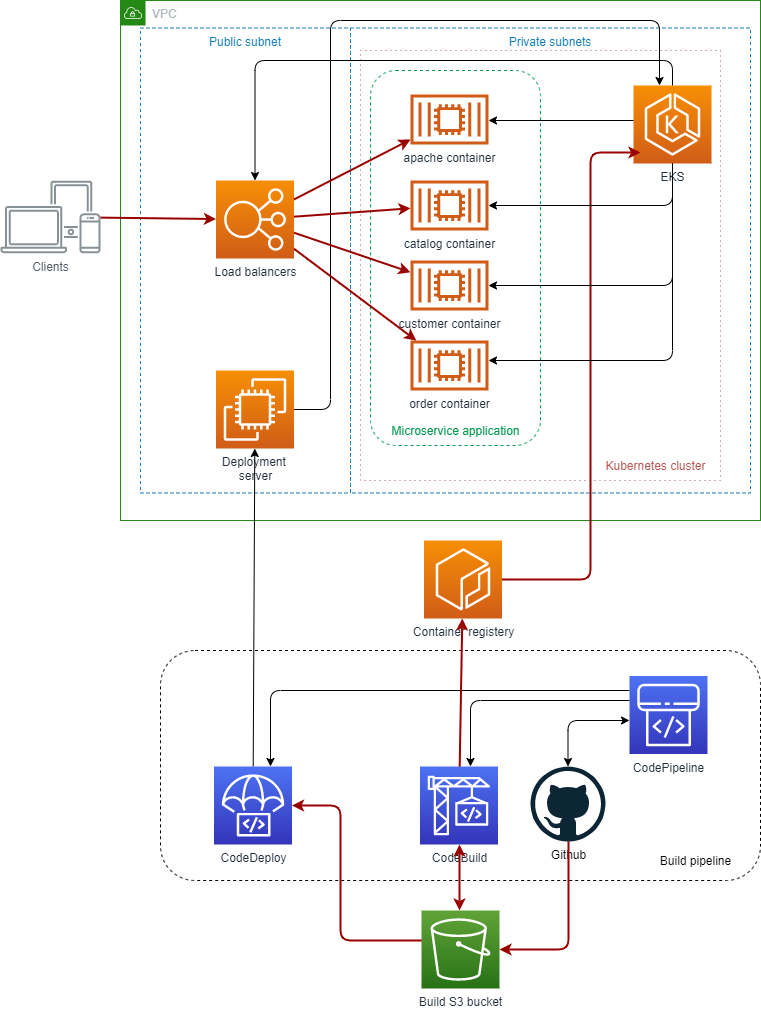 VPC
Public subnet
Private subnets
apache container
EKS
catalog container
Clients
Load balancers
customer container
order container
Microservice application
Deployment
server
Kubernetes cluster
Container registery
CodePipeline
CodeDeploy
CodeBuild
Github
Build pipeline
Build S3 bucket